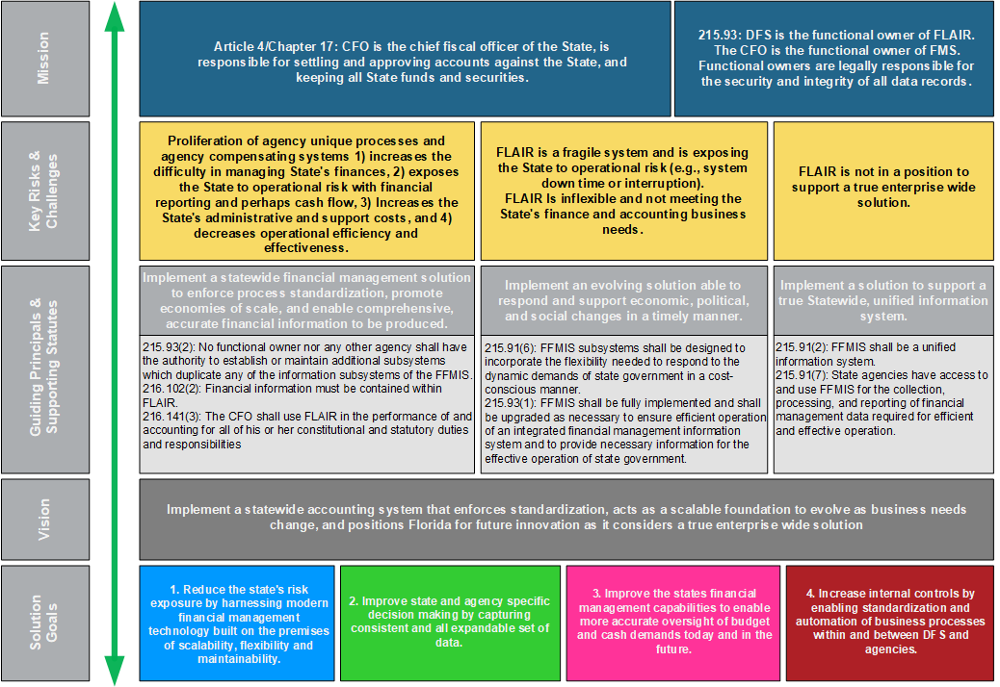 Mission
Article 4/Chapter 17: CFO is the chief fiscal officer of the State, is
responsible for settling and approving accounts against the State, and
keeping all State funds and securities.
215.93: DFS is the functional owner of FLAIR.
The CFO is the functional owner of FMS.
Functional owners are legally responsible for
the security and integrity of all data records.
Key Risks &
Challenges
Proliferation of agency unique processes and
agency compensating systems 1) increases the
difficulty in managing State's finances, 2) exposes
the State to operational risk with financial
reporting and perhaps cash flow, 3) Increases the
State's administrative and support costs, and 4)
decreases operational efficiency and
effectiveness.
FLAIR is a fragile system and is exposing
the State to operational risk (e.g., system
down time or interruption).
FLAIR Is inflexible and not meeting the
State's finance and accounting business
needs.
FLAIR is not in a position to
support a true enterprise wide
solution.
Guiding Principals &
Supporting Statutes
Implement a statewide financial management solution
to enforce process standardization, promote
economies of scale, and enable comprehensive,
accurate financial information to be produced.
215.93(2): No functional owner nor any other agency shall have
the authority to establish or maintain additional subsystems
which duplicate any of the information subsystems of the FFMIS.
216.102(2): Financial information must be contained within
FLAIR.
216.141(3): The CFO shall use FLAIR in the performance of and
accounting for all of his or her constitutional and statutory duties
and responsibilities
Implement an evolving solution able to
respond and support economic, political,
and social changes in a timely manner.
215.91(6): FFMIS subsystems shall be designed to
incorporate the flexibility needed to respond to the
dynamic demands of state government in a cost-
conscious manner.
215.93(1): FFMIS shall be fully implemented and shall
be upgraded as necessary to ensure efficient operation of
an integrated financial management information
system and to provide necessary information for the
effective operation of state government.
Implement a solution to support a
true Statewide, unified information
system.
215.91(2): FFMIS shall be a unified
information system.
215.91(7): State agencies have access to
and use FFMIS for the collection,
processing, and reporting of financial
management data required for efficient
and effective operation.
Vision
Implement a statewide accounting system that enforces standardization, acts as a scalable foundation to evolve as business needs
change, and positions Florida for future innovation as it considers a true enterprise wide solution
Solution
Goals
1. Reduce the state's risk
exposure by harnessing modern
financial management
technology built on the premises
of scalability, flexibility and
maintainability.
2. Improve state and agency specific
decision making by capturing
consistent and all expandable set of
data.
3. Improve the states financial
management capabilities to enable
more accurate oversight of budget
and cash demands today and in the
future.
4. Increase internal controls by
enabling standardization and
automation of business processes
within and between DFS and
agencies.